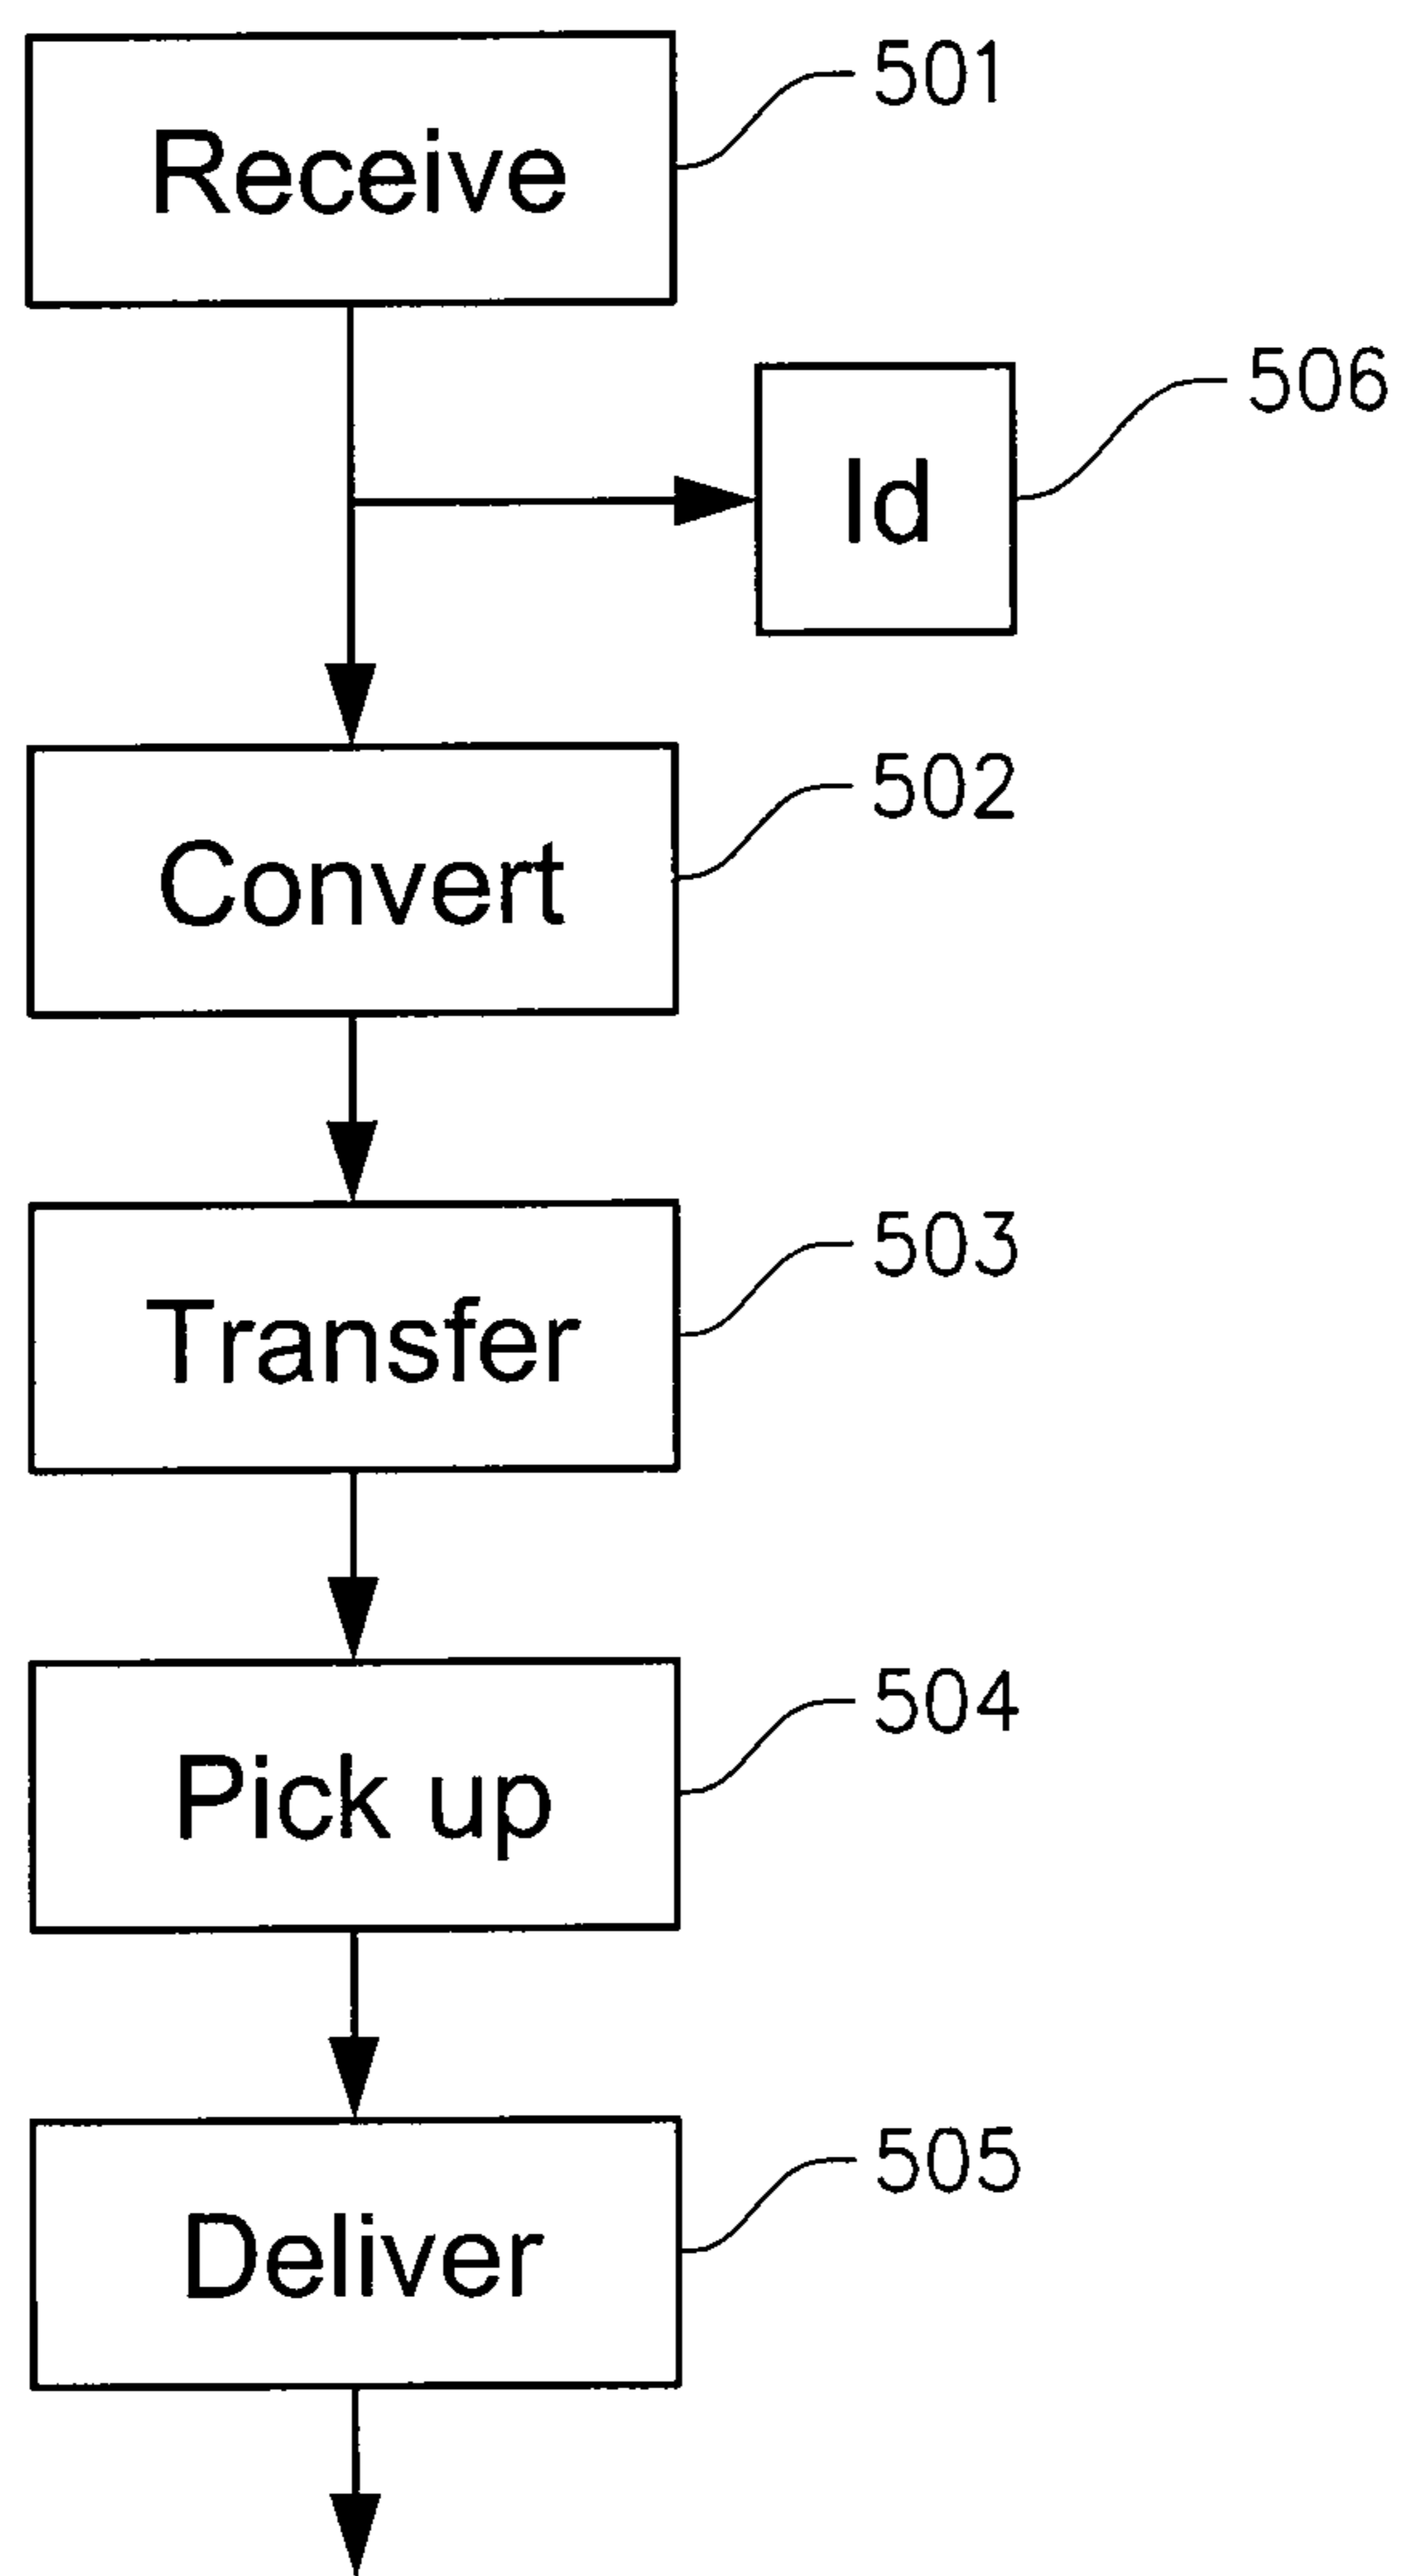 Receive
501
Id
506
Convert
502
Transfer
503
Pick up
504
Deliver
505